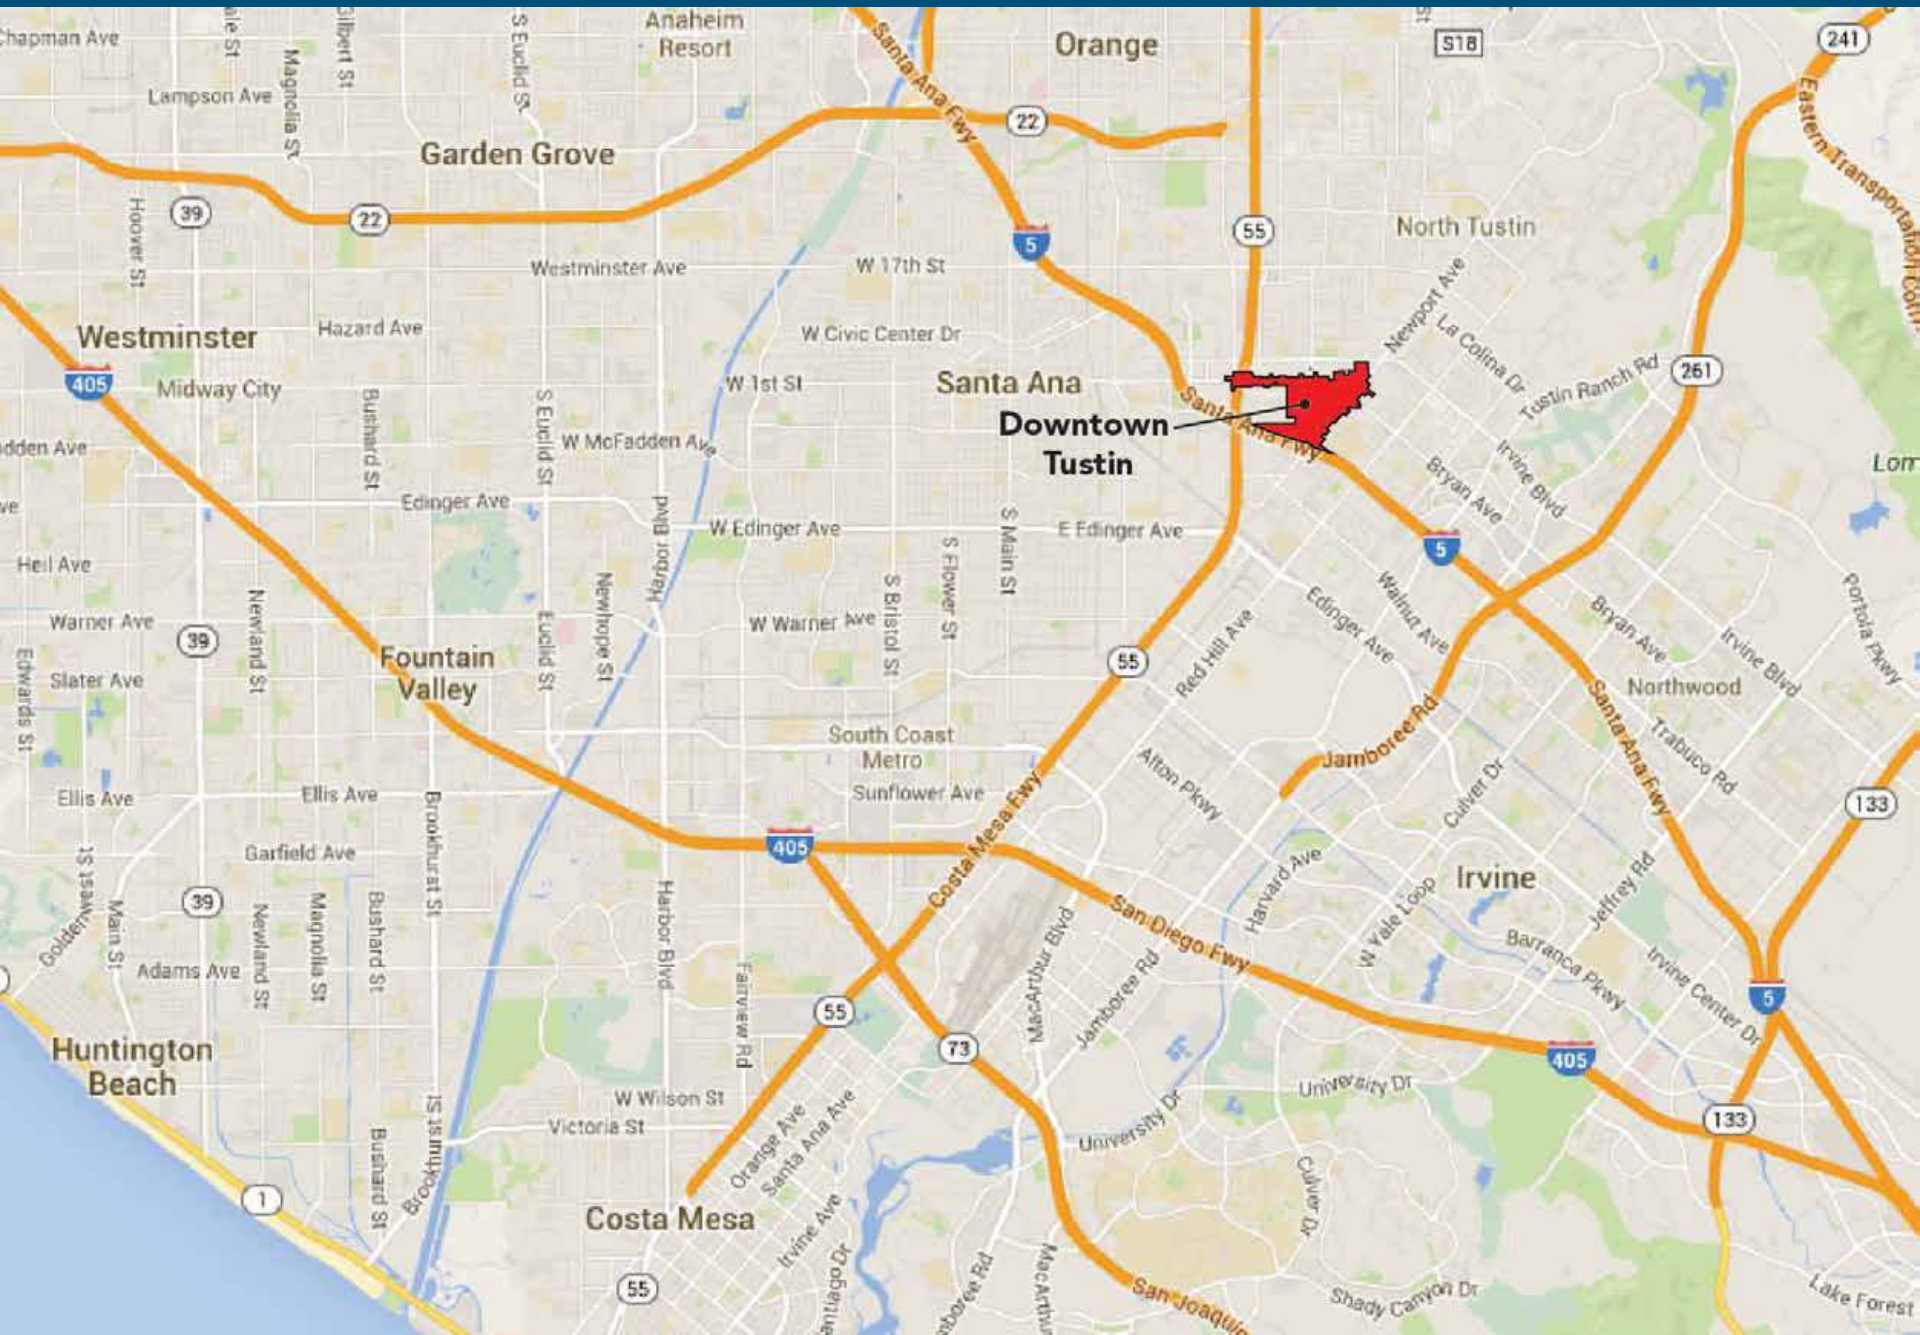 Chapman Ave
Gilbert St
S Euclid St
Anaheim
Resort
Santa Ana Fwy
Orange
S18
241
Magnolia St
Lampson Ave
22
Eastern Transportation
Garden Grove
39
22
Hoover St
5
55
North Tustin
Westminster Ave
W 17th St
Newport Ave
Westminster
Hazard Ave
W Civic Center Dr
La Colina Dr
405
Midway City
W 1st St
Santa Ana
Tustin Ranch Rd
261
Bushard St
S Euclid St
Santa Ana Fwy
Downtown
Tustin
W McFadden Ave
Irvine Blvd
Bryan Ave
Edinger Ave
Harbor Blvd
W Edinger Ave
S Main St
E Edinger Ave
5
Heil Ave
S Flower St
Newland St
Newhope St
S Bristol St
Walnut Ave
Edinger Ave
Portola Pkwy
Warner Ave
39
Euclid St
W Warner Ave
Red Hill Ave
Bryan Ave
Irvine Blvd
Edwards St
Slater Ave
Fountain
Valley
55
Northwood
Santa Ana Fwy
Jamboree Rd
Trabuco Rd
South Coast
Metro
Alton Pkwy
Culver Dr
Ellis Ave
Ellis Ave
Sunflower Ave
133
Brookhurst St
Costa Mesa Fwy
405
Garfield Ave
Harvard Ave
Irvine
Jeffrey Rd
39
Main St
Newland St
Magnolia St
Bushard St
Harbor Blvd
San Diego Fwy
W Yale Loop
MacArthur Blvd
Barranca Pkwy
Irvine Center Dr
Adams Ave
Fairview Rd
Jamboree Rd
5
55
73
Huntington
Beach
405
University Dr
W Wilson St
Victoria St
Orange Ave
Santa Ana Ave
University Dr
133
Bushard St
Culver Dr
1
Costa Mesa
Irvine Ave
55
Shady Canyon Dr
Lake Forest